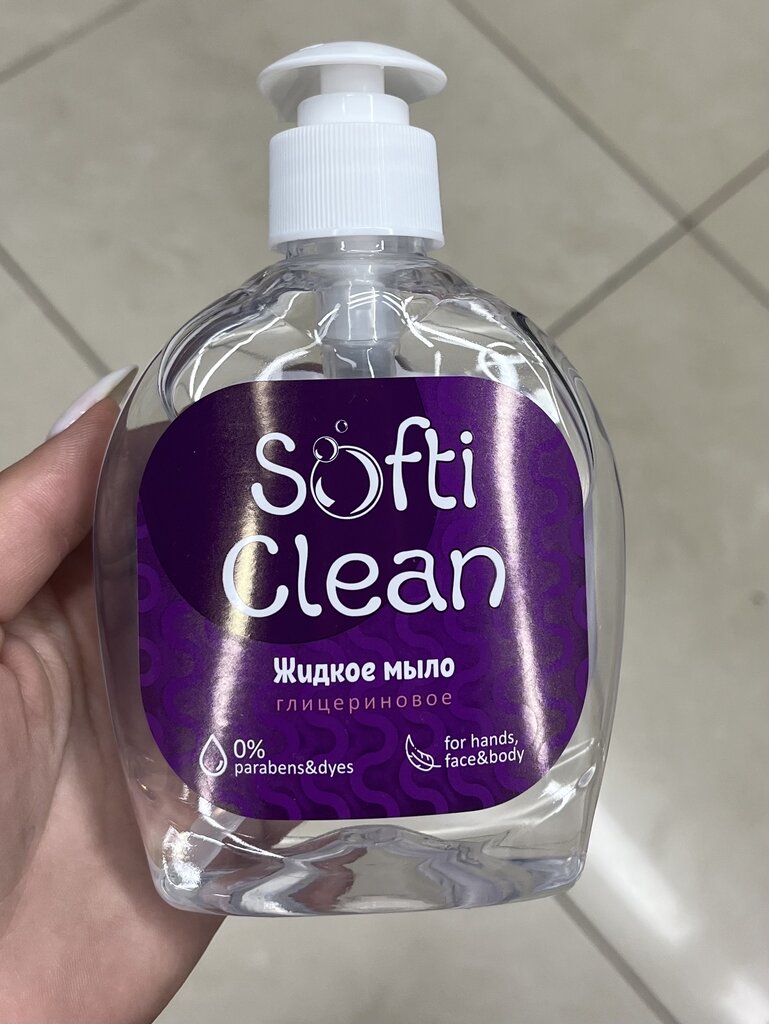 Softi
Clean
Жидкое мыло
глицериновое
0%
parabens&dyes
for hands,
face&body